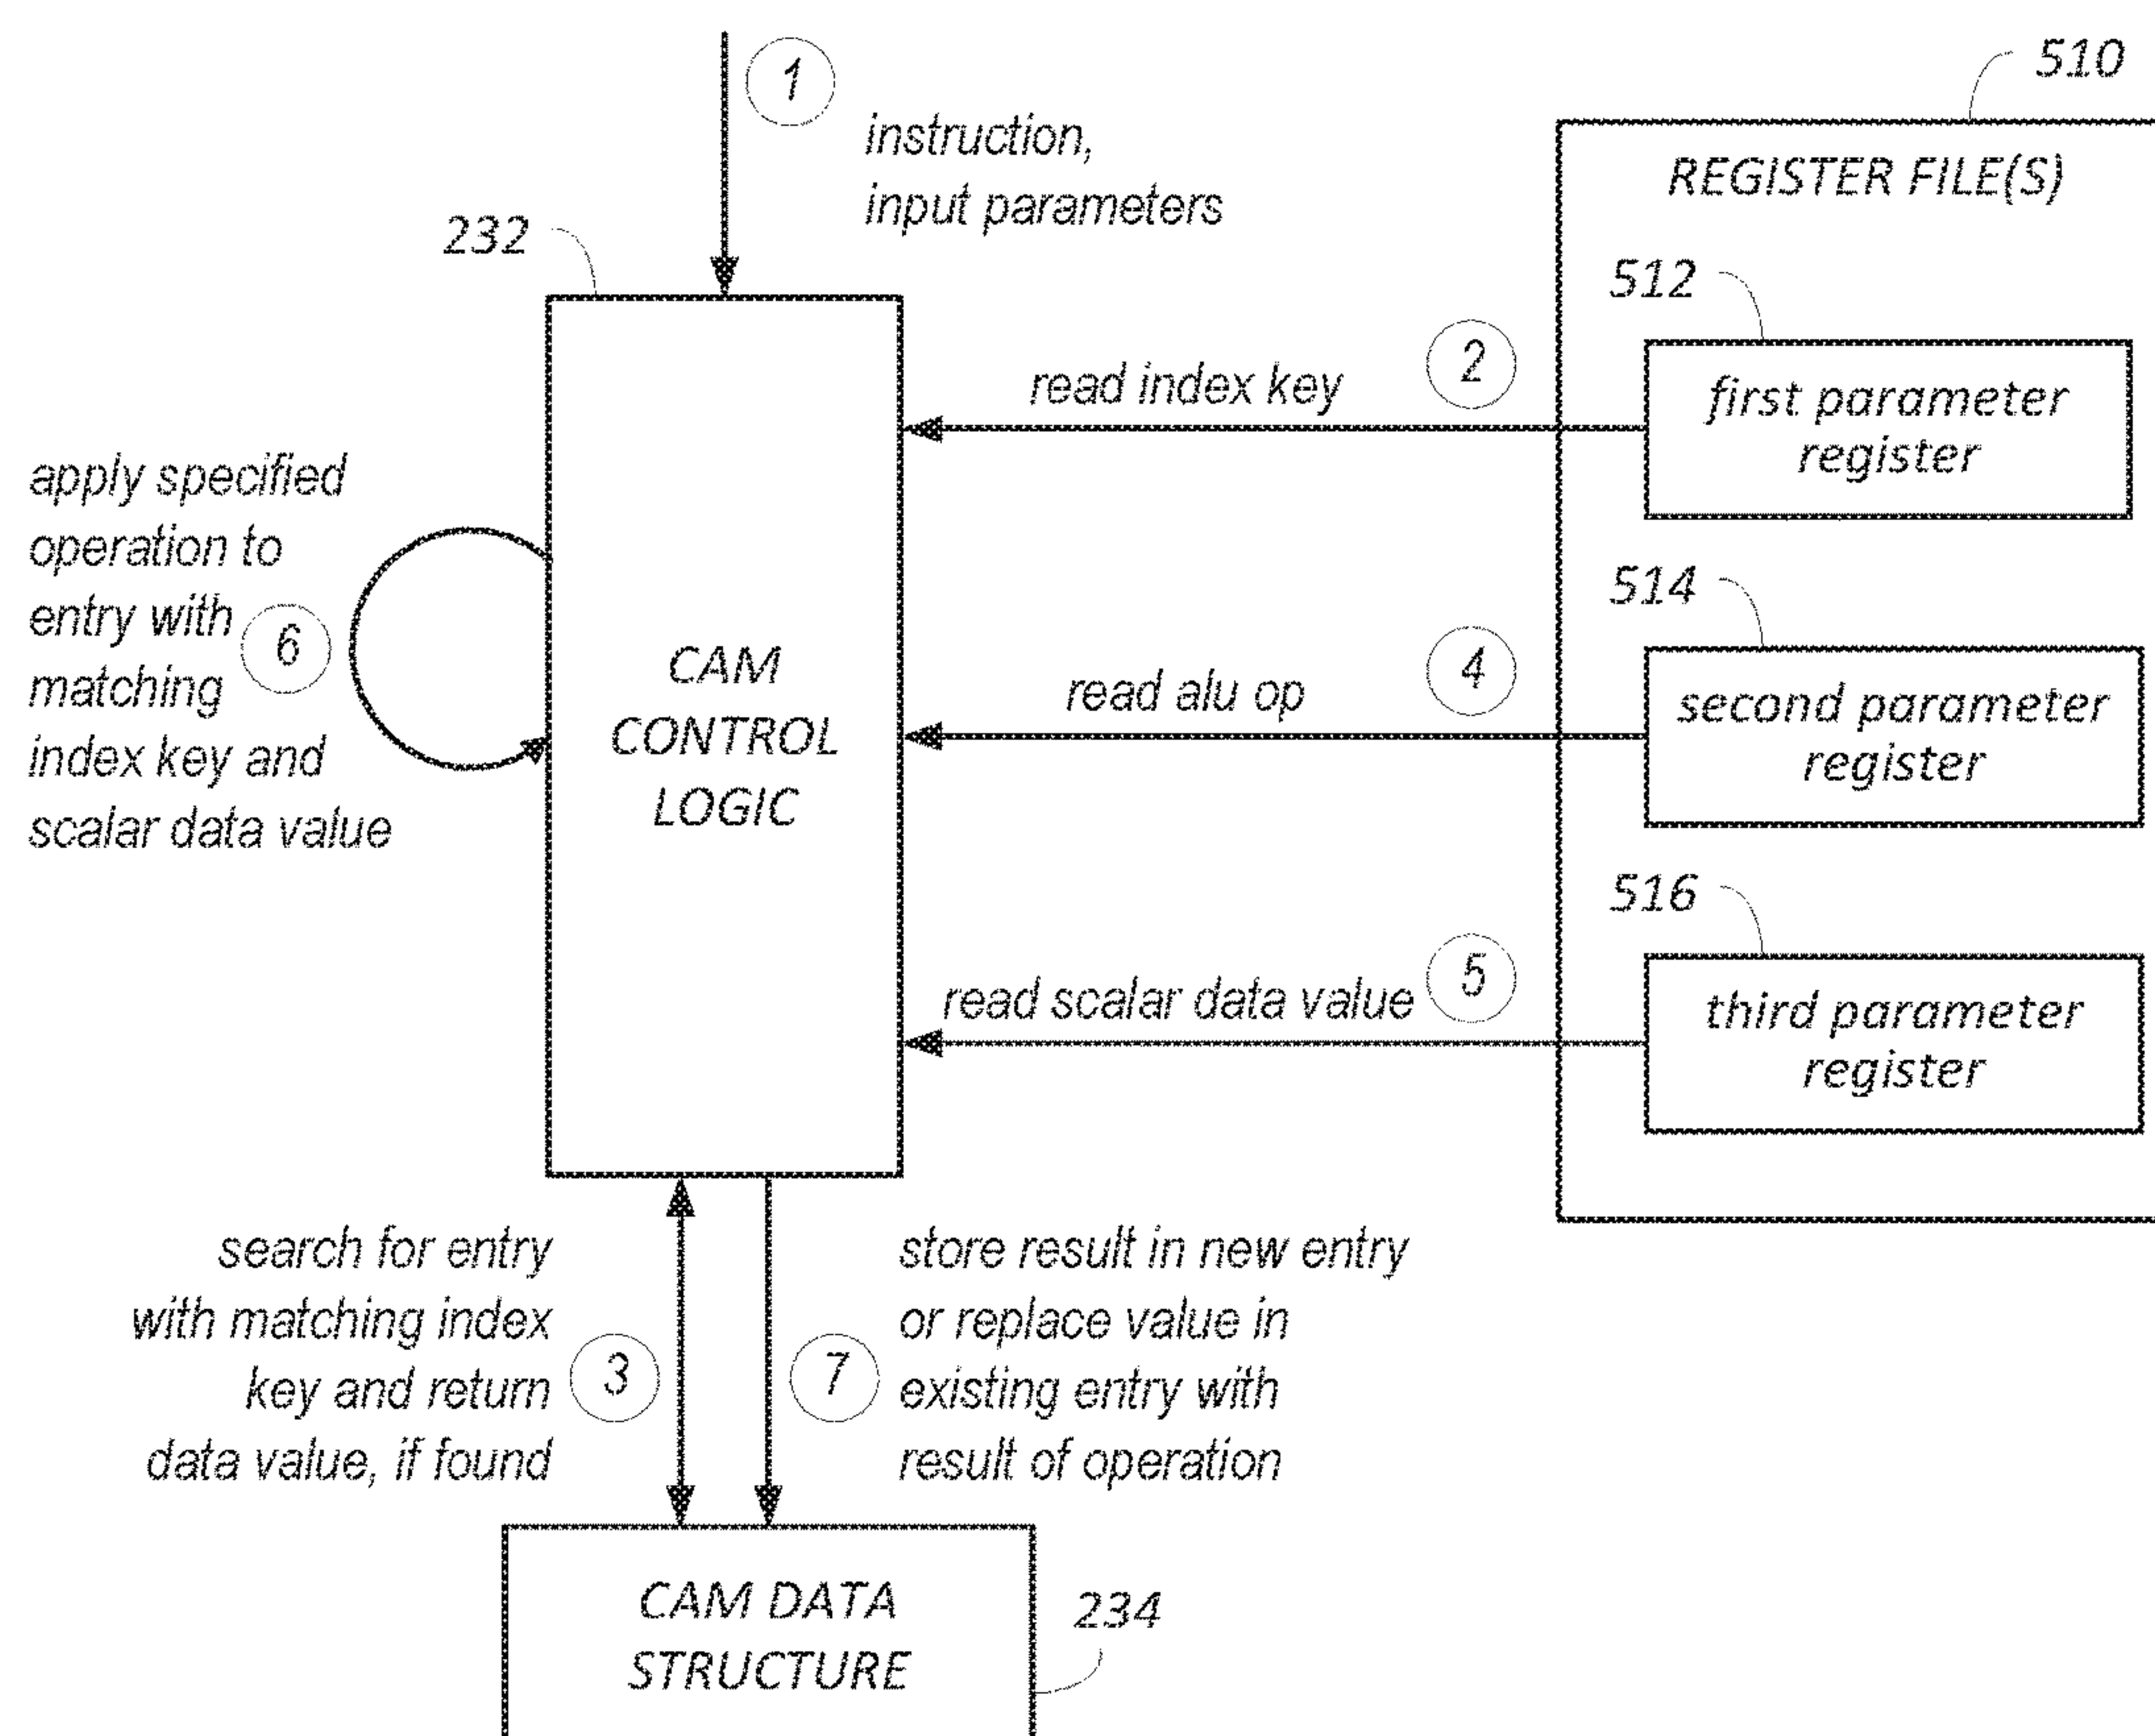 1
instruction,
input parameters
510
REGISTER FILE(S)
232
512
read index key
2
first parameter
register
apply specified
operation to
entry with
matching
index key and
scalar data value
6
CAM
CONTROL
LOGIC
514
read alu op
4
second parameter
register
516
read scalar data value
5
third parameter
register
search for entry
with matching index
key and return
data value, if found
3
7
store result in new entry
or replace value in
existing entry with
result of operation
CAM DATA
STRUCTURE
234